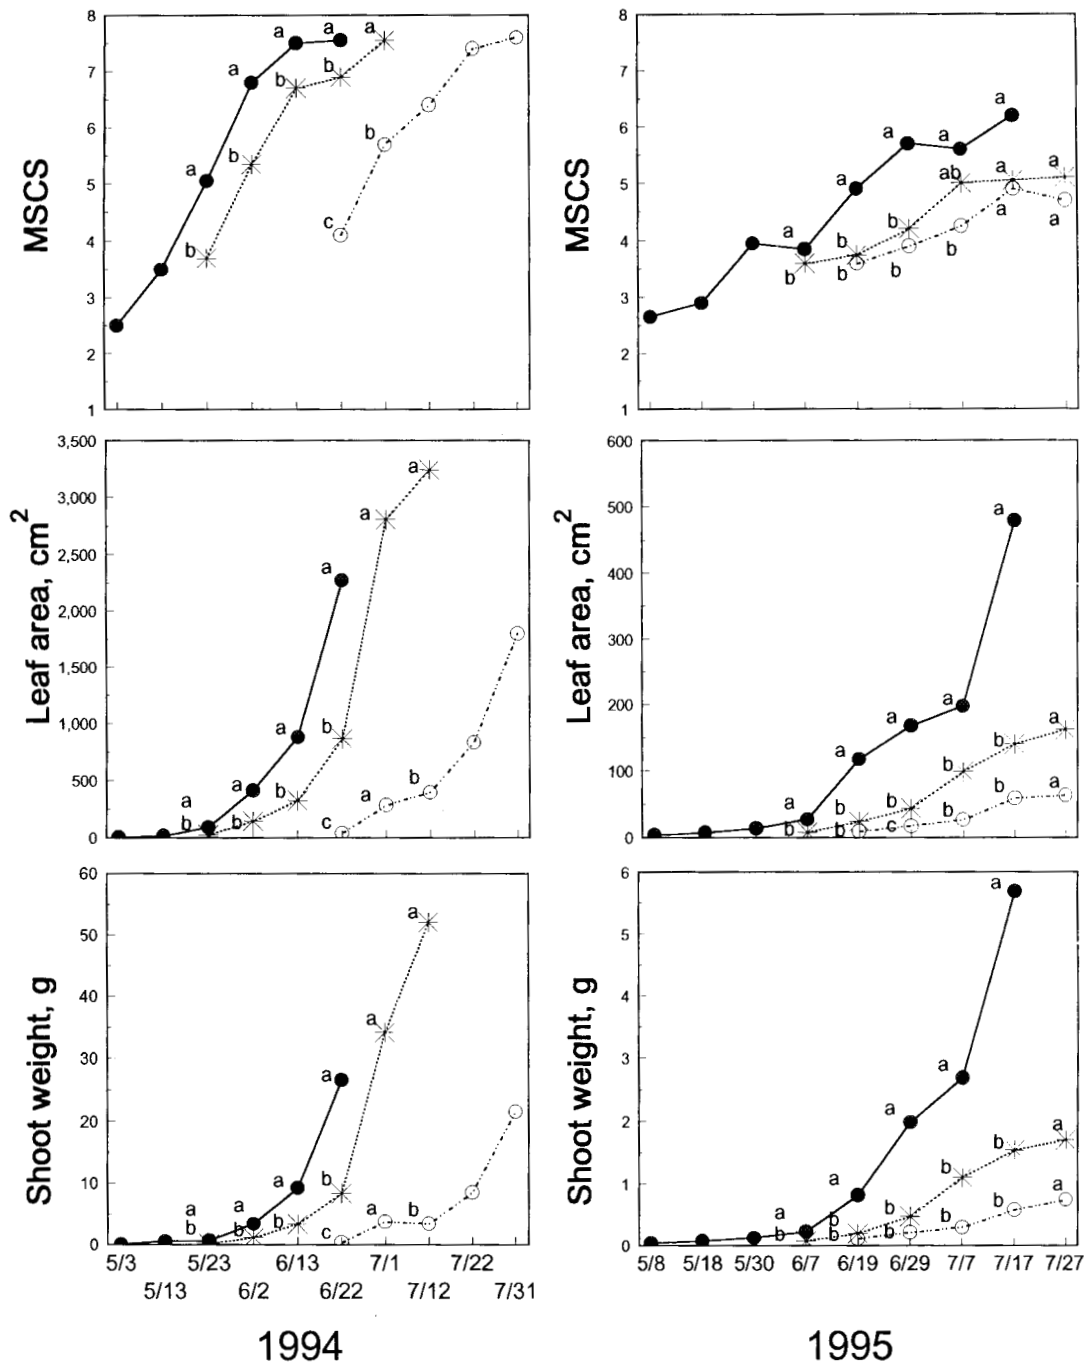 8
7
6
5
4
3
2
1
MSCS
a
a
a
a
a
b
b
b
b
b
c
8
7
6
5
4
3
2
1
MSCS
a
a
a
a
a
a
a
ab
b
b
b
b
b
b
a
a
3,500
3,000
2,500
2,000
1,500
1,000
500
0
Leaf area, cm2
a
a
a
a
a
a
a
b
b
b
b
a
b
c
600
500
400
300
200
100
0
Leaf area, cm2
a
a
a
a
a
a
b
b
b
b
b
a
b
b
c
b
60
50
40
30
20
10
0
Shoot weight, g
a
a
a
a
a
a
a
b
b
b
b
a
b
c
6
5
4
3
2
1
0
Shoot weight, g
a
a
a
a
a
a
b
b
b
b
b
a
b
b
b
b
5/3 5/23 6/13 7/1 7/22
5/13 6/2 6/22 7/12 7/31
5/8 5/18 5/30 6/7 6/19 6/29 7/7 7/17 7/27
1994
1995